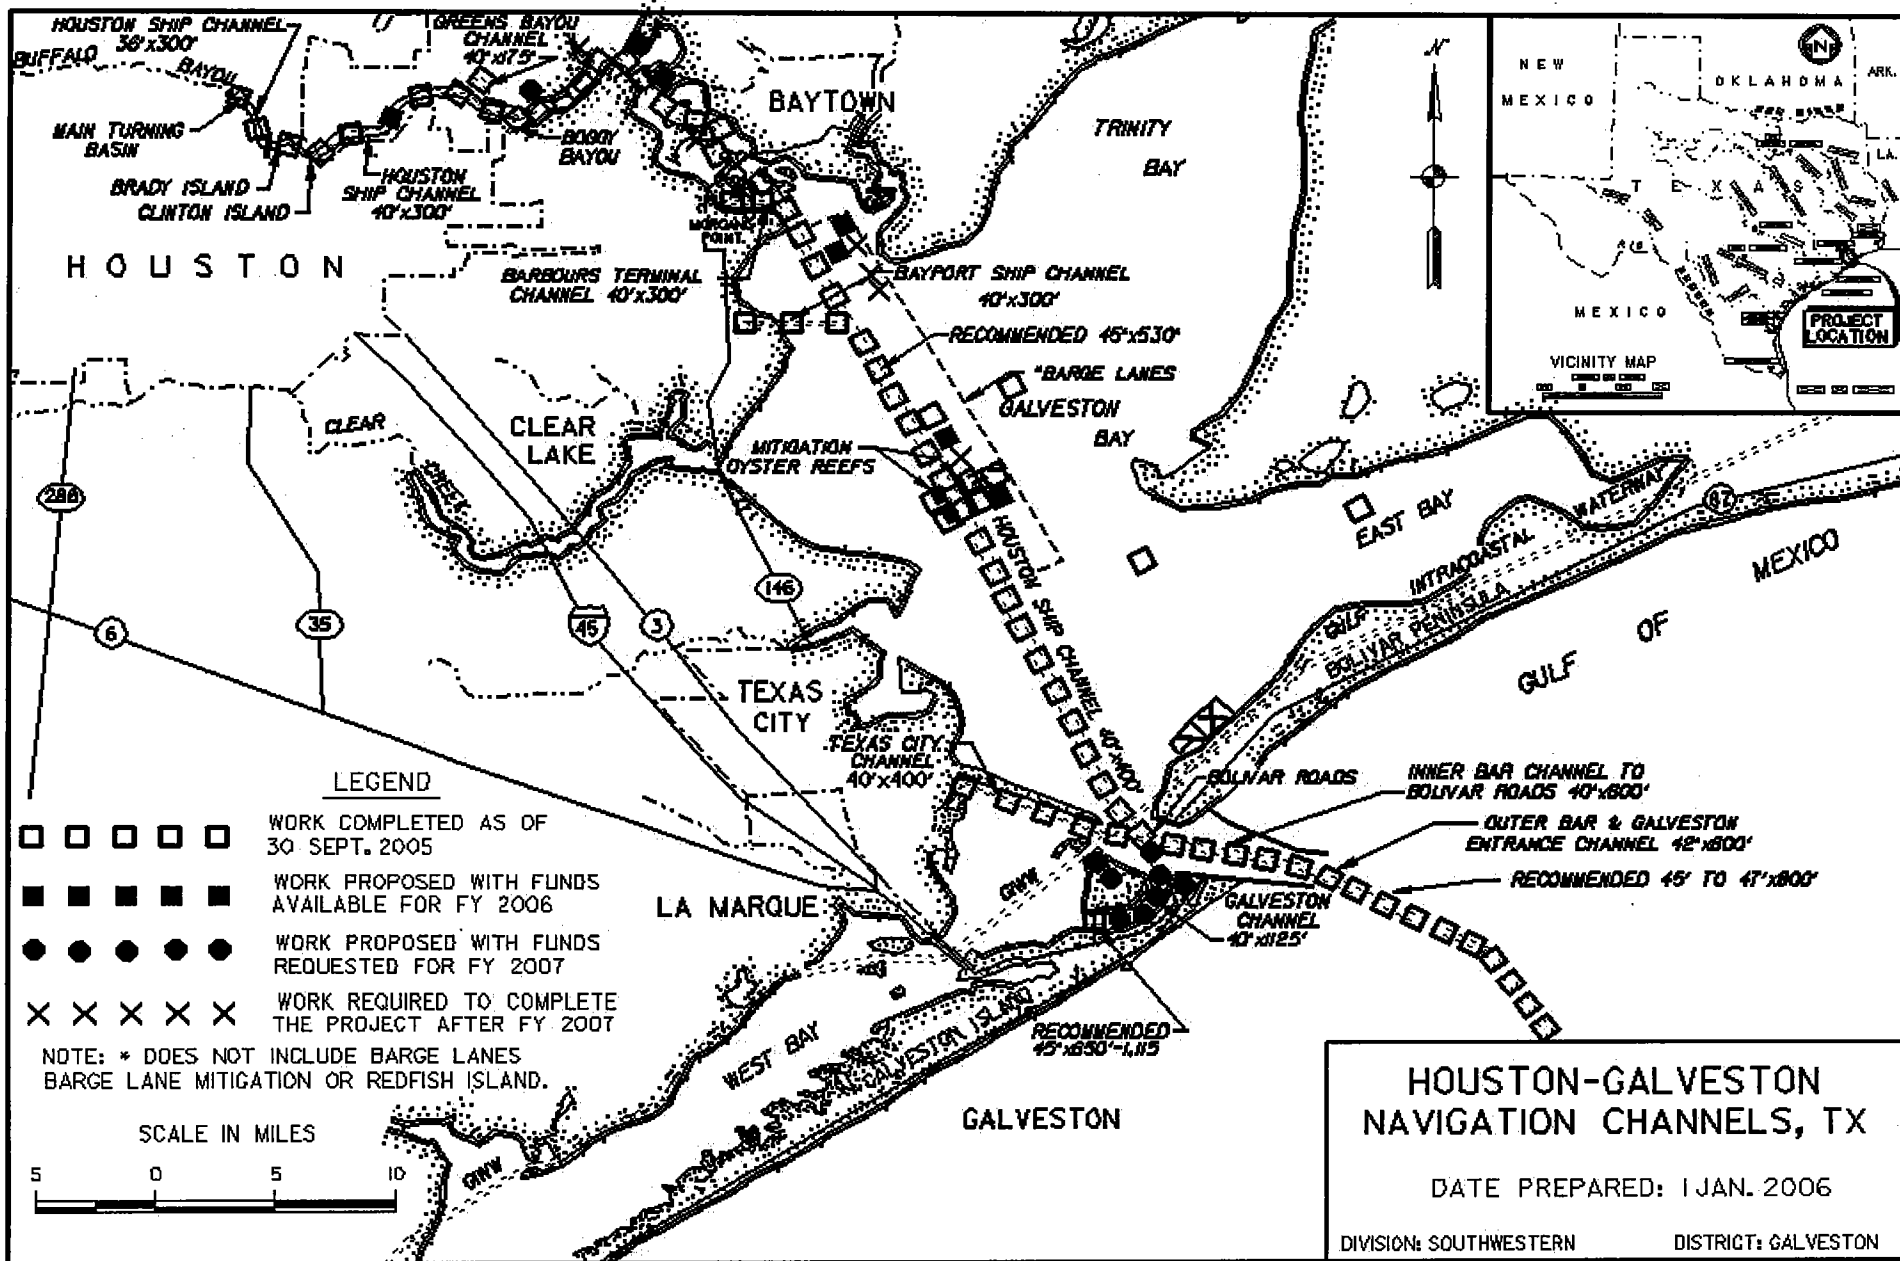 HOUSTON SHIP CHANNEL
36'x300'
BUFFALO
BAYOU
GREENS BAYOU
CHANNEL
40'x175'
MAIN TURNING
BASIN
BRADY ISLAND
CLINTON ISLAND
HOUSTON
SHIP CHANNEL
40'x300'
BOGGY
BAYOU
BAYTOWN
TRINITY
BAY
HOUSTON
MORGANS
POINT
BARBOURS TERMINAL
CHANNEL 40'x300'
BAYPORT SHIP CHANNEL
40'x300'
RECOMMENDED 45'x530'
*BARGE LANES
GALVESTON
BAY
CLEAR
CREEK
CLEAR
LAKE
MITIGATION
OYSTER REEFS
HOUSTON SHIP CHANNEL 40'x400'
EAST BAY
GULF INTRACOASTAL WATERWAY
BOLIVAR PENINSULA
87
GULF OF MEXICO
288
6
35
45
3
146
TEXAS
CITY
TEXAS CITY
CHANNEL
40'x400'
BOLIVAR ROADS
INNER BAR CHANNEL TO
BOLIVAR ROADS 40'x800'
OUTER BAR & GALVESTON
ENTRANCE CHANNEL 42'x800'
RECOMMENDED 45' TO 47'x800'
GIWW
LA MARQUE
GALVESTON
CHANNEL
40'x1125'
RECOMMENDED
45'x650'-1,115
WEST BAY
GALVESTON ISLAND
GALVESTON
GIWW
LEGEND
WORK COMPLETED AS OF
30 SEPT. 2005
WORK PROPOSED WITH FUNDS
AVAILABLE FOR FY 2006
WORK PROPOSED WITH FUNDS
REQUESTED FOR FY 2007
WORK REQUIRED TO COMPLETE
THE PROJECT AFTER FY 2007
NOTE: * DOES NOT INCLUDE BARGE LANES
BARGE LANE MITIGATION OR REDFISH ISLAND.
SCALE IN MILES
5 0 5 10
N
NEW
MEXICO
N
OKLAHOMA
ARK.
LA.
TEXAS
MEXICO
PROJECT
LOCATION
VICINITY MAP
HOUSTON-GALVESTON
NAVIGATION CHANNELS, TX
DATE PREPARED: 1 JAN. 2006
DIVISION: SOUTHWESTERN
DISTRICT: GALVESTON